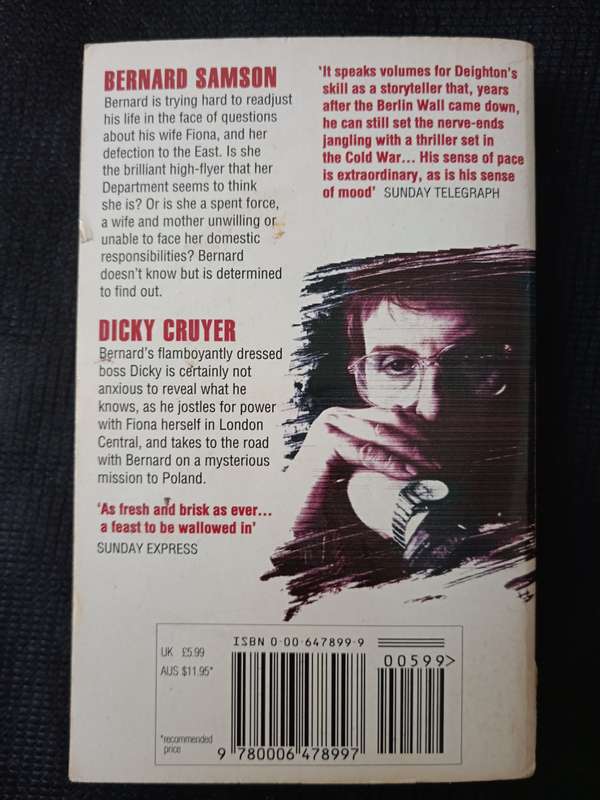 BERNARD SAMSON
Bernard is trying hard to readjust
his life in the face of questions
about his wife Fiona, and her
defection to the East. Is she
the brilliant high-flyer that her
Department seems to think
she is? Or is she a spent force,
a wife and mother unwilling or
unable to face her domestic
responsibilities? Bernard
doesn't know but is determined
to find out.
DICKY CRUYER
Bernard's flamboyantly dressed
boss Dicky is certainly not
anxious to reveal what he
knows, as he jostles for power
with Fiona herself in London
Central, and takes to the road
with Bernard on a mysterious
mission to Poland.
'As fresh and brisk as ever...
a feast to be wallowed in'
SUNDAY EXPRESS
'It speaks volumes for Deighton's
skill as a storyteller that, years
after the Berlin Wall came down,
he can still set the nerve-ends
jangling with a thriller set in
the Cold War... His sense of pace
is extraordinary, as is his sense
of mood' SUNDAY TELEGRAPH
UK £5.99
AUS $11.95*
*recommended
price
ISBN 0-00-647899-9
00599>
9 780006 478997